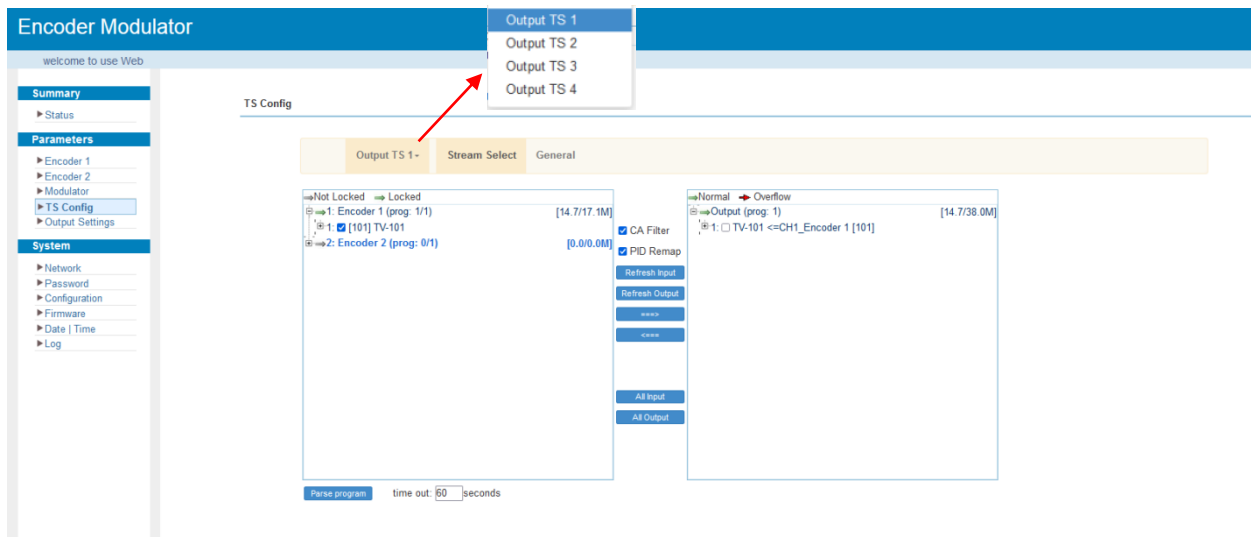 Encoder Modulator
Output TS 1
Output TS 2
Output TS 3
Output TS 4
welcome to use Web
Summary
Status
Parameters
Encoder 1
Encoder 2
Modulator
TS Config
Output Settings
System
Network
Password
Configuration
Firmware
Date | Time
Log
TS Config
Output TS 1
Stream Select
General
Not Locked Locked
1: Encoder 1 (prog: 1/1) [14.7/17.1M]
1: [101] TV-101
2: Encoder 2 (prog: 0/1) [0.0/0.0M]
CA Filter
PID Remap
Refresh Input
Refresh Output
===>
<===
All Input
All Output
Normal Overflow
Output (prog: 1) [14.7/38.0M]
1: TV-101 <=CH1_Encoder 1 [101]
Parse program time out: 60 seconds